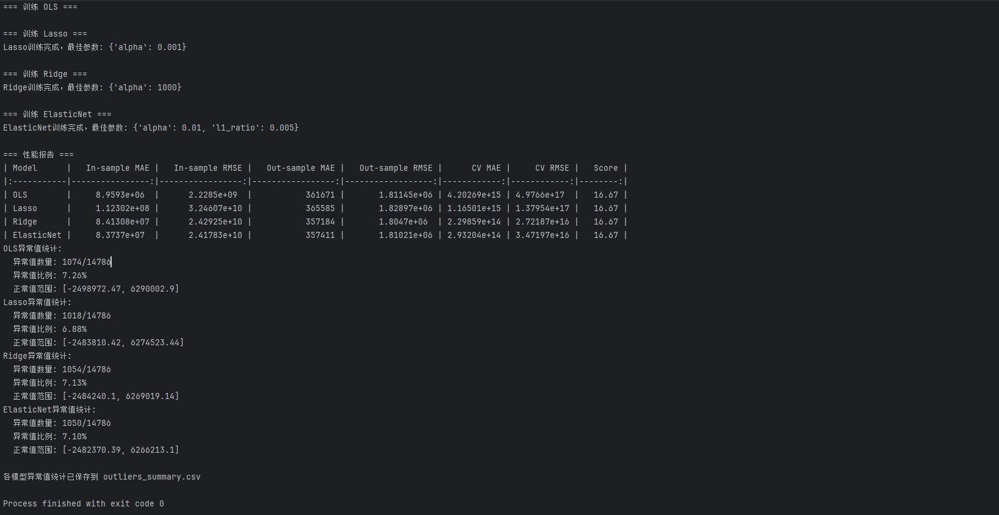 === 训练 OLS ===
=== 训练 Lasso ===
Lasso训练完成，最佳参数: {'alpha': 0.001}
=== 训练 Ridge ===
Ridge训练完成，最佳参数: {'alpha': 1000}
=== 训练 ElasticNet ===
ElasticNet训练完成，最佳参数: {'alpha': 0.01, 'l1_ratio': 0.005}
=== 性能报告 ===
| Model      |   In-sample MAE |   In-sample RMSE |   Out-sample MAE |   Out-sample RMSE |      CV MAE |     CV RMSE |   Score |
|:-----------|----------------:|-----------------:|-----------------:|------------------:|------------:|------------:|--------:|
| OLS        |     8.9593e+06  |      2.2285e+09  |           361671 |       1.81145e+06 | 4.20269e+15 | 4.9766e+17  |   16.67 |
| Lasso      |     1.12302e+08 |      3.24607e+10 |           365585 |       1.82897e+06 | 1.16501e+15 | 1.37954e+17 |   16.67 |
| Ridge      |     8.41308e+07 |      2.42925e+10 |           357184 |       1.8047e+06  | 2.29859e+14 | 2.72187e+16 |   16.67 |
| ElasticNet |     8.3737e+07  |      2.41783e+10 |           357411 |       1.81021e+06 | 2.93204e+14 | 3.47197e+16 |   16.67 |
OLS异常值统计:
异常值数量: 1074/14786
异常值比例: 7.26%
正常值范围: [-2498972.47, 6290002.9]
Lasso异常值统计:
异常值数量: 1018/14786
异常值比例: 6.88%
正常值范围: [-2483810.42, 6274523.44]
Ridge异常值统计:
异常值数量: 1054/14786
异常值比例: 7.13%
正常值范围: [-2484240.1, 6269019.14]
ElasticNet异常值统计:
异常值数量: 1050/14786
异常值比例: 7.10%
正常值范围: [-2482370.39, 6266213.1]
各模型异常值统计已保存到 outliers_summary.csv
Process finished with exit code 0